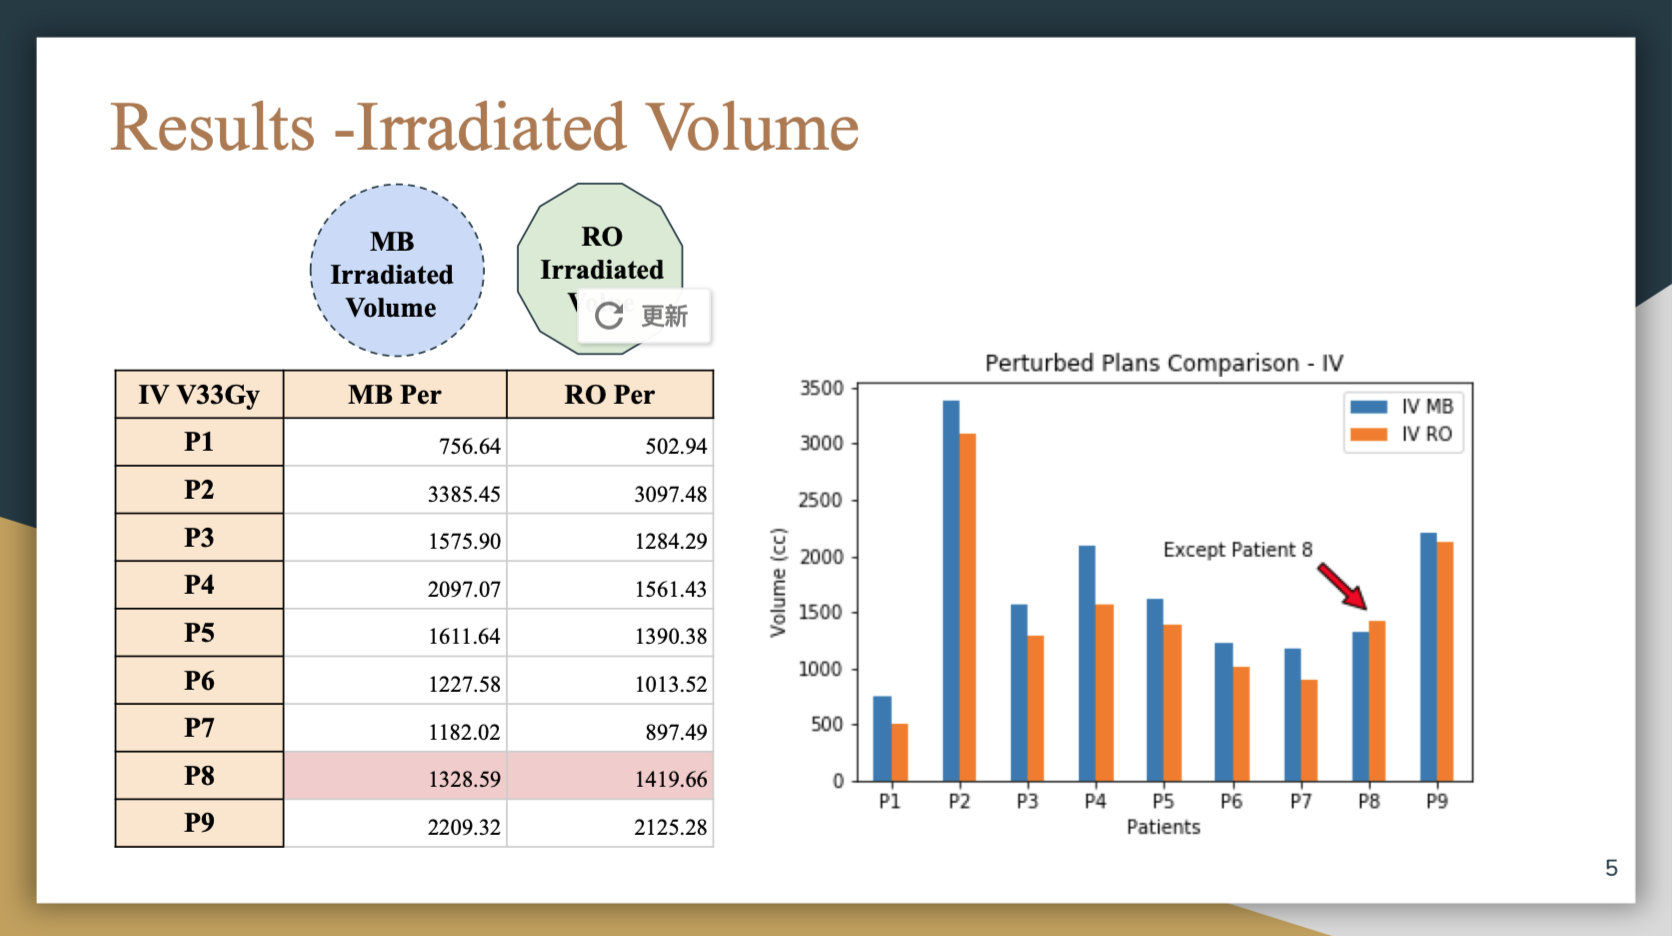 Results -Irradiated Volume
MB
Irradiated
Volume
RO
Irradiated
更新
IV V33Gy MB Per RO Per
P1 756.64 502.94
P2 3385.45 3097.48
P3 1575.90 1284.29
P4 2097.07 1561.43
P5 1611.64 1390.38
P6 1227.58 1013.52
P7 1182.02 897.49
P8 1328.59 1419.66
P9 2209.32 2125.28
Perturbed Plans Comparison - IV
3500
3000
2500
2000
1500
1000
500
0
Volume (cc)
IV MB
IV RO
Except Patient 8
P1 P2 P3 P4 P5 P6 P7 P8 P9
Patients
5